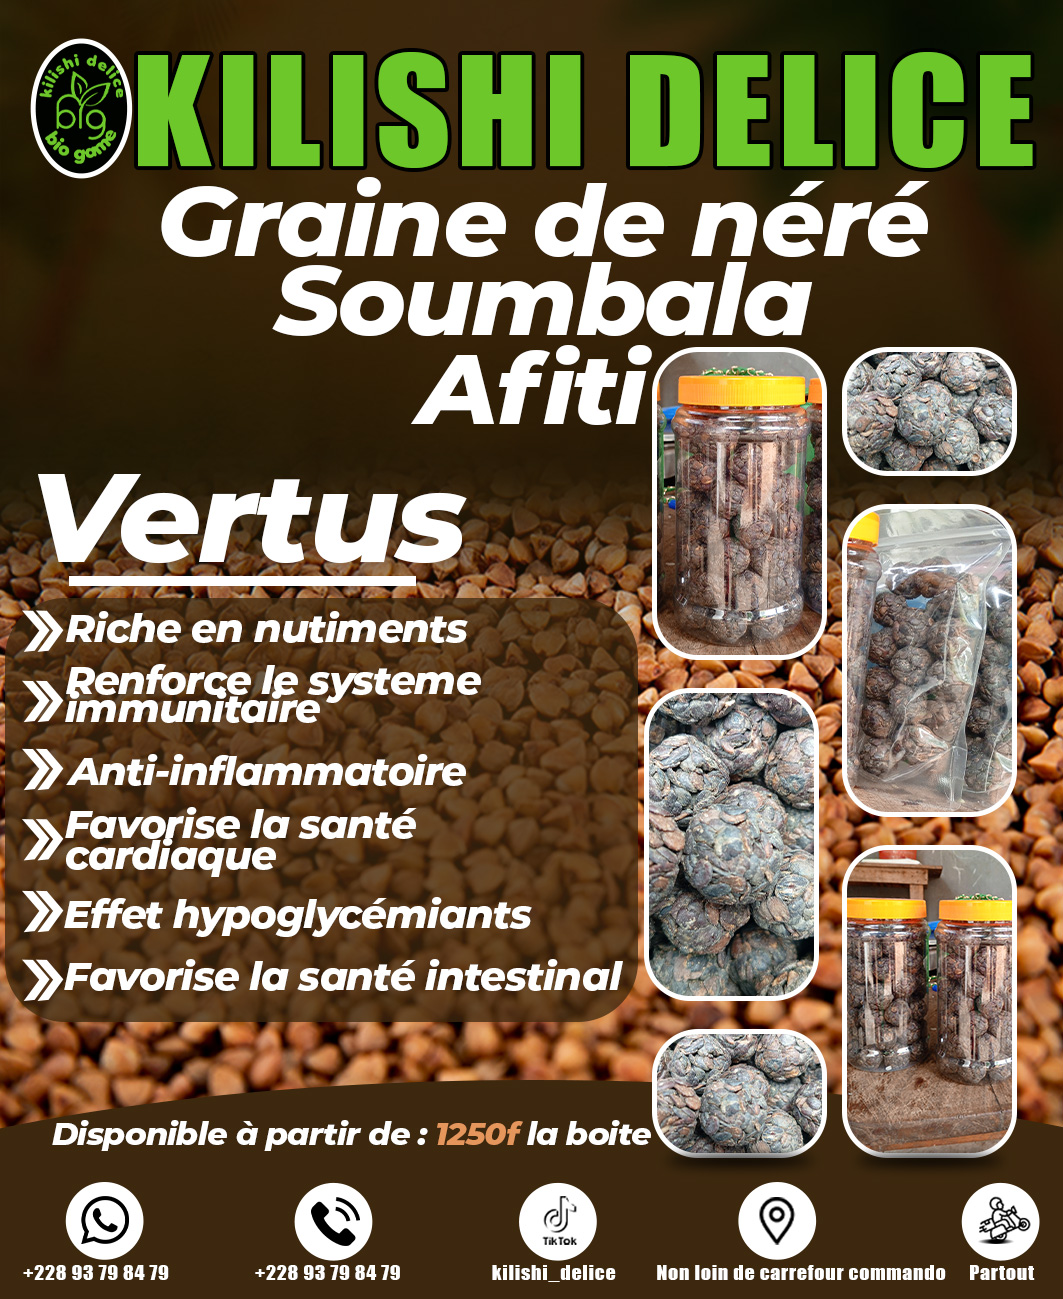 kilishi delice
big
bio game
KILISHI DELICE
Graine de néré
Soumbala
Afiti
Vertus
Riche en nutiments
Renforce le systeme
immunitaire
Anti-inflammatoire
Favorise la santé
cardiaque
Effet hypoglycémiants
Favorise la santé intestinal
Disponible à partir de : 1250f la boite
TikTok
+228 93 79 84 79
+228 93 79 84 79
kilishi_delice
Non loin de carrefour commando
Partout